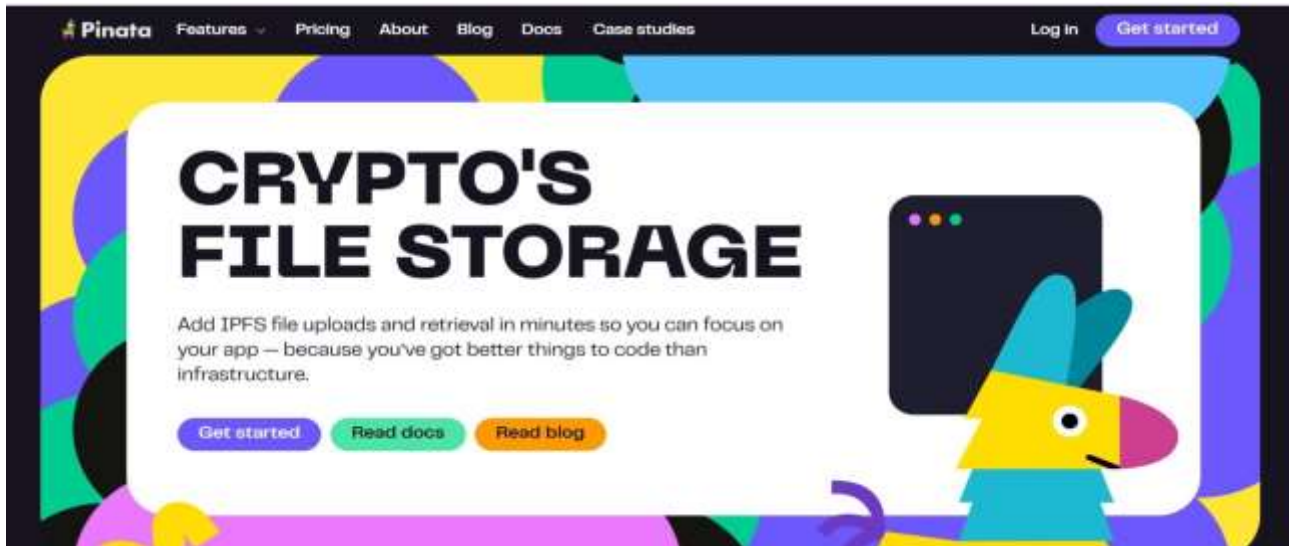 Pinata Features Pricing About Blog Docs Case studies Log in Get started
CRYPTO'S
FILE STORAGE
Add IPFS file uploads and retrieval in minutes so you can focus on
your app — because you've got better things to code than
infrastructure.
Get started Read docs Read blog